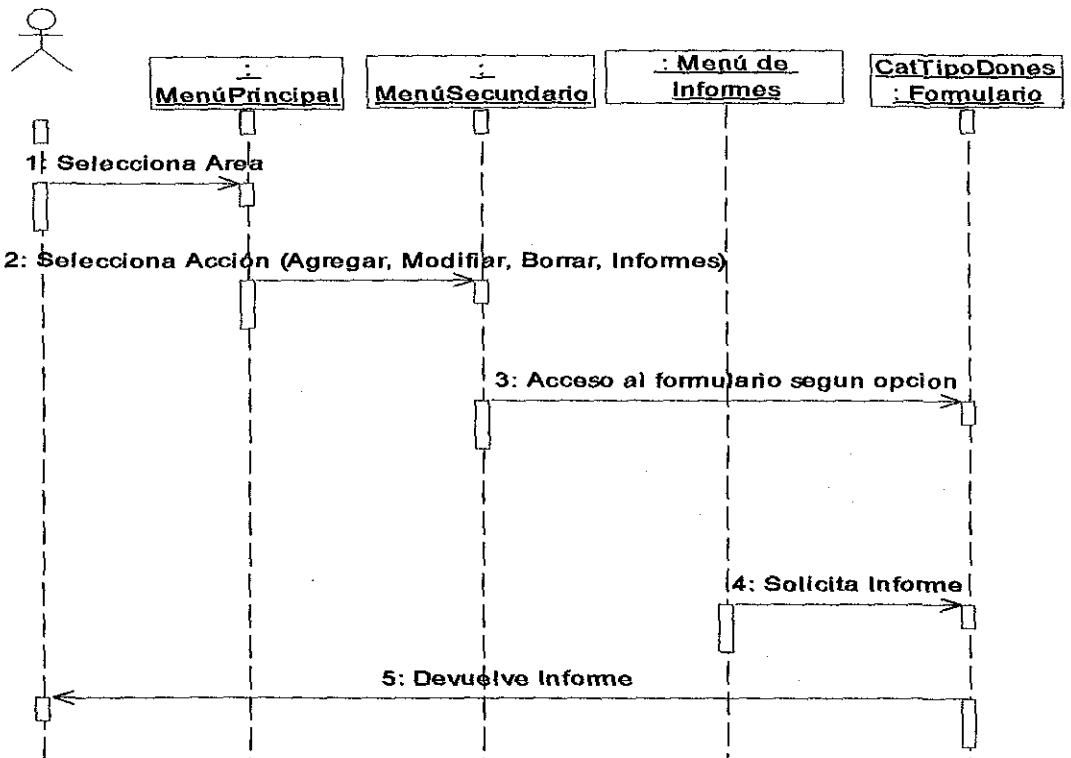 :
MenúPrincipal
:
MenúSecundario
: Menú de
Informes
CatTipoDones
: Formulario
1: Selecciona Area
2: Selecciona Acción (Agregar, Modifiar, Borrar, Informes)
3: Acceso al formulario segun opcion
4: Solicita Informe
5: Devuelve Informe